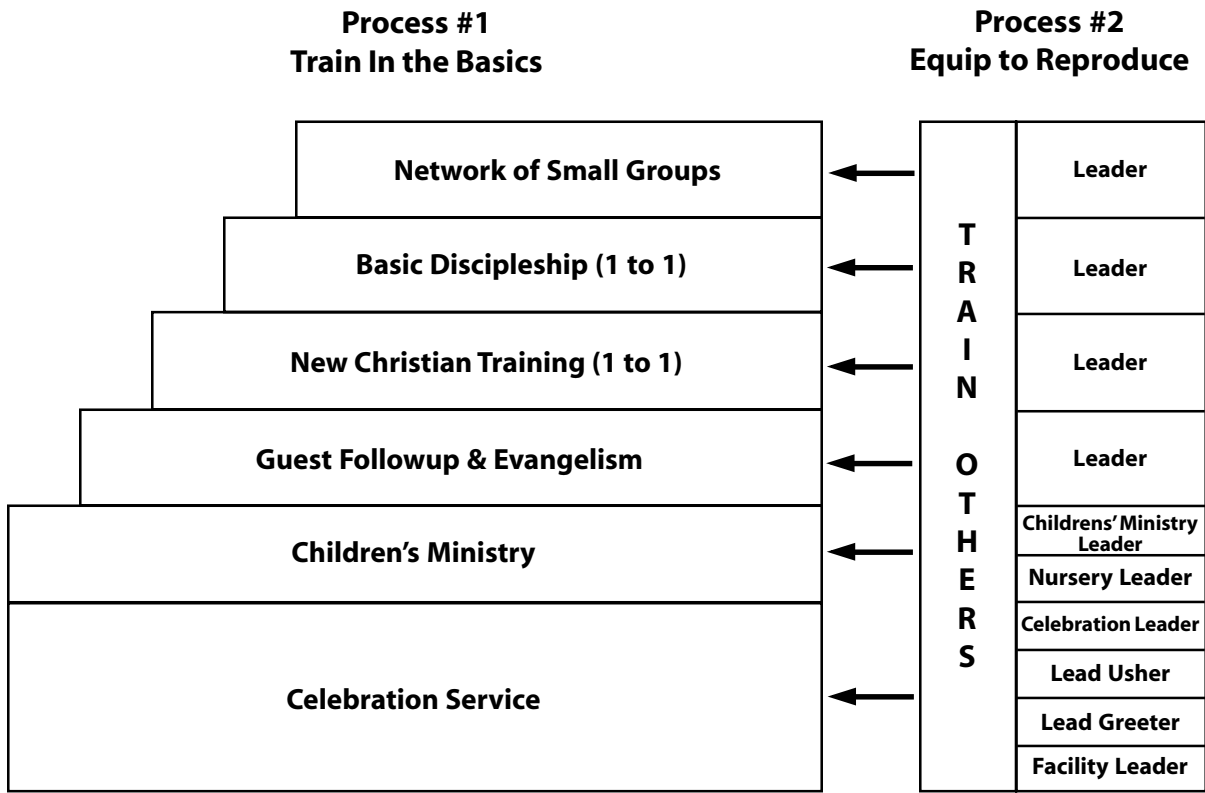 Process #1
Train In the Basics
Process #2
Equip to Reproduce
Network of Small Groups
Basic Discipleship (1 to 1)
New Christian Training (1 to 1)
Guest Followup & Evangelism
Children's Ministry
Celebration Service
TRAIN OTHERS
Leader
Leader
Leader
Leader
Childrens' Ministry
Leader
Nursery Leader
Celebration Leader
Lead Usher
Lead Greeter
Facility Leader